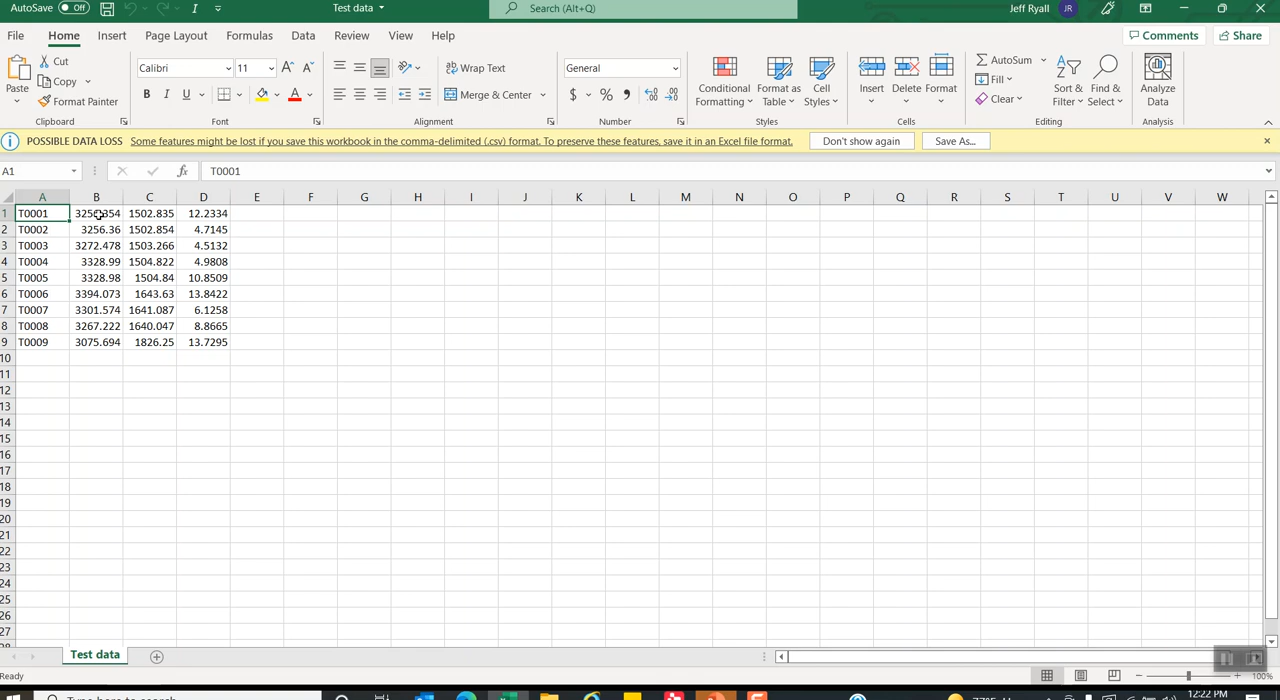 AutoSave Off Test data Search (Alt+Q) Jeff Ryall JR
File Home Insert Page Layout Formulas Data Review View Help Comments Share
Paste Cut Copy Format Painter Clipboard
Calibri 11 B I U A Font
Wrap Text Merge & Center Alignment
General $ % Number
Conditional Formatting Format as Table Cell Styles Styles
Insert Delete Format Cells
AutoSum Fill Clear Sort & Filter Find & Select Editing
Analyze Data Analysis
POSSIBLE DATA LOSS Some features might be lost if you save this workbook in the comma-delimited (.csv) format. To preserve these features, save it in an Excel file format. Don't show again Save As...
A1 fx T0001
A B C D E F G H I J K L M N O P Q R S T U V W
1 T0001 1502.835 12.2334
2 T0002 3256.36 1502.854 4.7145
3 T0003 3272.478 1503.266 4.5132
4 T0004 3328.99 1504.822 4.9808
5 T0005 3328.98 1504.84 10.8509
6 T0006 3394.073 1643.63 13.8422
7 T0007 3301.574 1641.087 6.1258
8 T0008 3267.222 1640.047 8.8665
9 T0009 3075.694 1826.25 13.7295
10
11
12
13
14
15
16
17
18
19
20
21
22
23
24
25
26
27
28
Test data
Ready 100%
Type here to search 12:22 PM